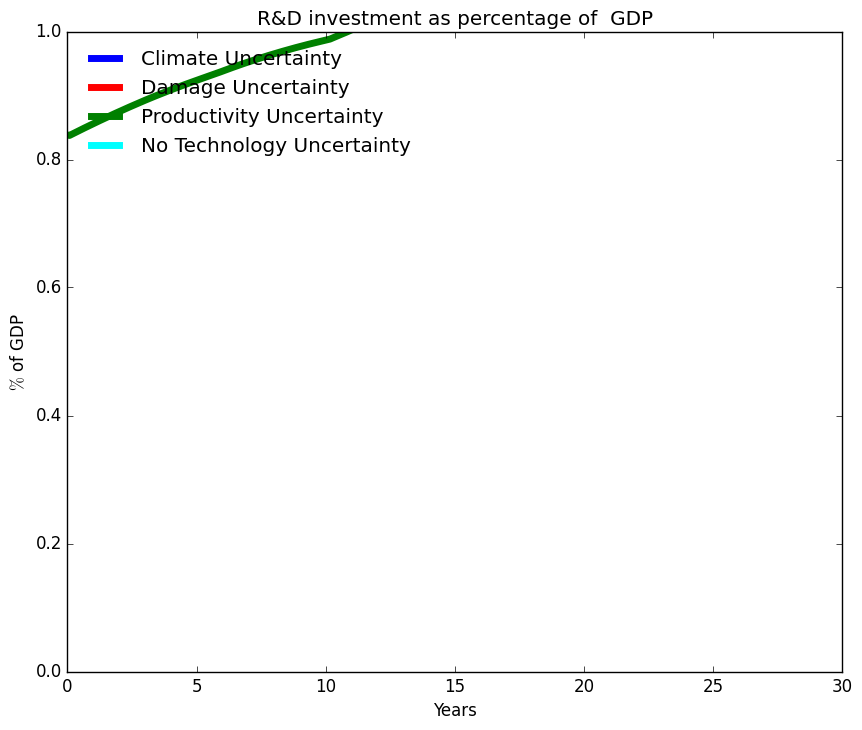 R&D investment as percentage of  GDP
1.0
0.8
0.6
0.4
0.2
0.0
% of GDP
Climate Uncertainty
Damage Uncertainty
Productivity Uncertainty
No Technology Uncertainty
0 5 10 15 20 25 30
Years